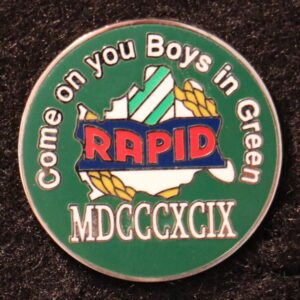 Come on you Boys in Green
RAPID
MDCCCXCIX